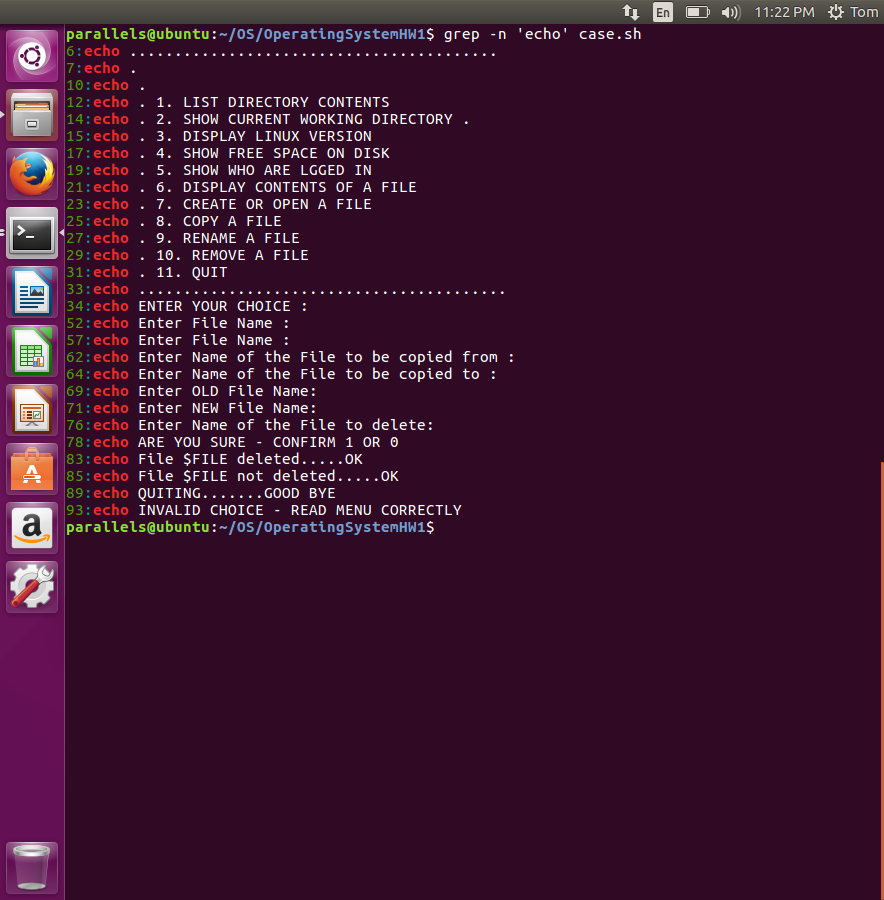 En 11:22 PM Tom
parallels@ubuntu:~/OS/OperatingSystemHW1$ grep -n 'echo' case.sh
6:echo .........................................
7:echo .
10:echo .
12:echo . 1. LIST DIRECTORY CONTENTS
14:echo . 2. SHOW CURRENT WORKING DIRECTORY .
15:echo . 3. DISPLAY LINUX VERSION
17:echo . 4. SHOW FREE SPACE ON DISK
19:echo . 5. SHOW WHO ARE LGGED IN
21:echo . 6. DISPLAY CONTENTS OF A FILE
23:echo . 7. CREATE OR OPEN A FILE
25:echo . 8. COPY A FILE
27:echo . 9. RENAME A FILE
29:echo . 10. REMOVE A FILE
31:echo . 11. QUIT
33:echo .........................................
34:echo ENTER YOUR CHOICE :
52:echo Enter File Name :
57:echo Enter File Name :
62:echo Enter Name of the File to be copied from :
64:echo Enter Name of the File to be copied to :
69:echo Enter OLD File Name:
71:echo Enter NEW File Name:
76:echo Enter Name of the File to delete:
78:echo ARE YOU SURE - CONFIRM 1 OR 0
83:echo File $FILE deleted.....OK
85:echo File $FILE not deleted.....OK
89:echo QUITING.......GOOD BYE
93:echo INVALID CHOICE - READ MENU CORRECTLY
parallels@ubuntu:~/OS/OperatingSystemHW1$